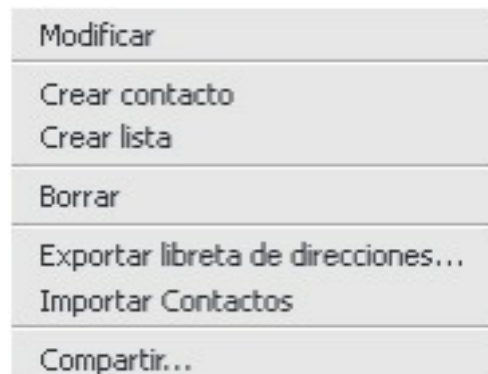 Modificar
Crear contacto
Crear lista
Borrar
Exportar libreta de direcciones...
Importar Contactos
Compartir...